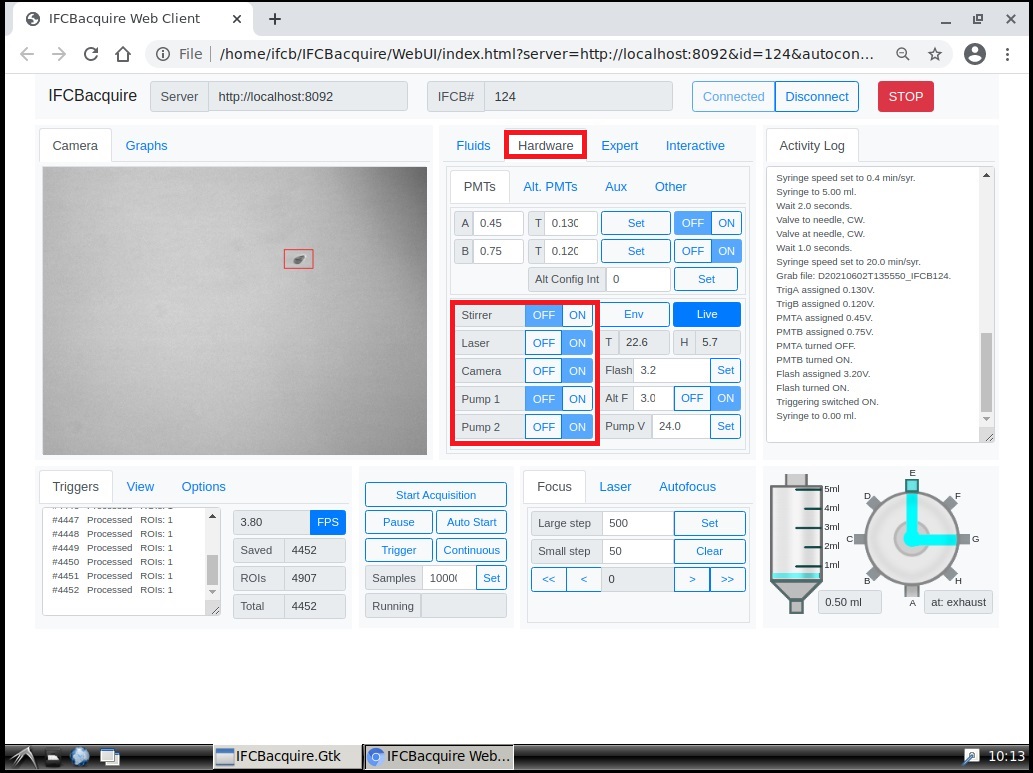 IFCBacquire Web Client
File /home/ifcb/IFCBacquire/WebUI/index.html?server=http://localhost:8092&id=124&autocon...
IFCBacquire Server http://localhost:8092 IFCB# 124 Connected Disconnect STOP
Camera Graphs
Fluids Hardware Expert Interactive
PMTs Alt. PMTs Aux Other
A 0.45 T 0.130 Set OFF ON
B 0.75 T 0.120 Set OFF ON
Alt Config Int 0 Set
Stirrer OFF ON Env Live
Laser OFF ON T 22.6 H 5.7
Camera OFF ON Flash 3.2 Set
Pump 1 OFF ON Alt F 3.0 OFF ON
Pump 2 OFF ON Pump V 24.0 Set
Activity Log
Syringe speed set to 0.4 min/syr.
Syringe to 5.00 ml.
Wait 2.0 seconds.
Valve to needle, CW.
Valve at needle, CW.
Wait 1.0 seconds.
Syringe speed set to 20.0 min/syr.
Grab file: D20210602T135550_IFCB124.
TrigA assigned 0.130V.
TrigB assigned 0.120V.
PMTA assigned 0.45V.
PMTB assigned 0.75V.
PMTA turned OFF.
PMTB turned ON.
Flash assigned 3.20V.
Flash turned ON.
Triggering switched ON.
Syringe to 0.00 ml.
Triggers View Options
#4447 Processed ROIs: 1
#4448 Processed ROIs: 1
#4449 Processed ROIs: 1
#4450 Processed ROIs: 1
#4451 Processed ROIs: 1
#4452 Processed ROIs: 1
3.80 FPS
Saved 4452
ROIs 4907
Total 4452
Start Acquisition
Pause Auto Start
Trigger Continuous
Samples 1000 Set
Running
Focus Laser Autofocus
Large step 500 Set
Small step 50 Clear
<< < 0 > >>
5ml
4ml
3ml
2ml
1ml
0.50 ml
E
D F
C G
B H
A
at: exhaust
IFCBacquire.Gtk IFCBacquire Web... 10:13